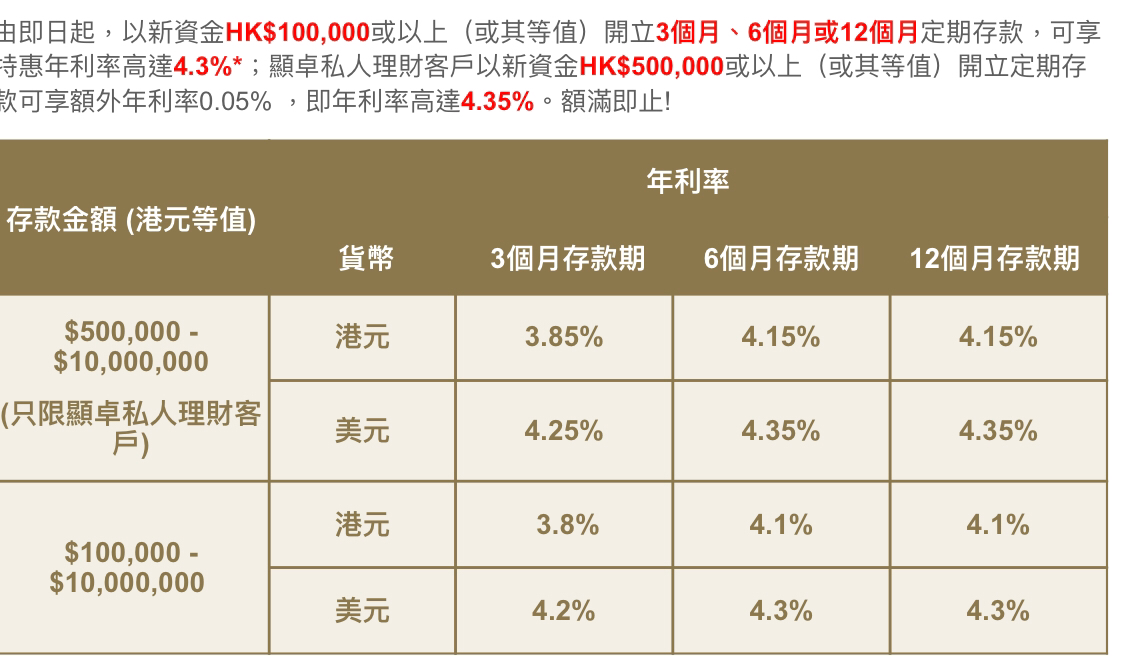 由即日起，以新資金HK$100,000或以上（或其等值）開立3個月、6個月或12個月定期存款，可享
特惠年利率高達4.3%*；顯卓私人理財客戶以新資金HK$500,000或以上（或其等值）開立定期存
款可享額外年利率0.05% ，即年利率高達4.35%。額滿即止!
年利率
存款金額 (港元等值)
貨幣 3個月存款期 6個月存款期 12個月存款期
$500,000 -
$10,000,000
(只限顯卓私人理財客
戶)
港元 3.85% 4.15% 4.15%
美元 4.25% 4.35% 4.35%
$100,000 -
$10,000,000
港元 3.8% 4.1% 4.1%
美元 4.2% 4.3% 4.3%